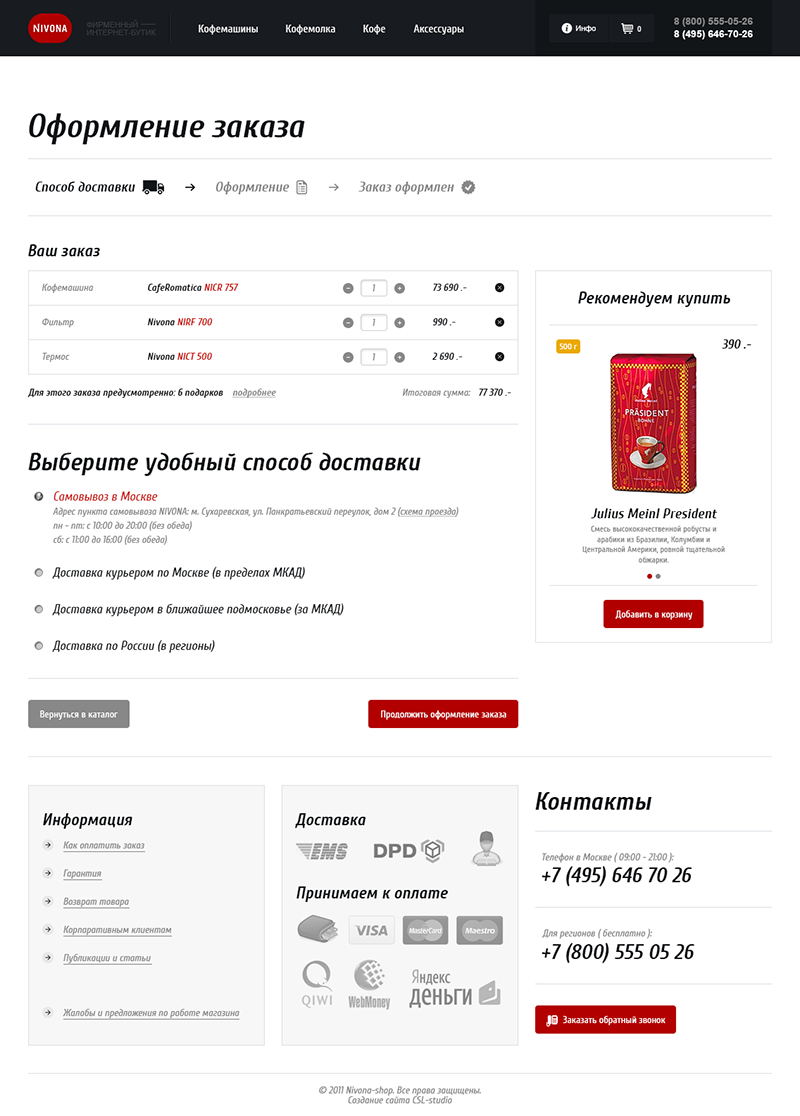 NIVONA
ФИРМЕННЫЙ
ИНТЕРНЕТ-БУТИК
Кофемашины
Кофемолка
Кофе
Аксессуары
Инфо
0
8 (800) 555-05-26
8 (495) 646-70-26
Оформление заказа
Способ доставки
Оформление
Заказ оформлен
Ваш заказ
Кофемашина CafeRomatica NICR 757 1 73 690 .-
Фильтр Nivona NIRF 700 1 990 .-
Термос Nivona NICT 500 1 2 690 .-
Для этого заказа предусмотренно: 6 подарков подробнее Итоговая сумма: 77 370 .-
Выберите удобный способ доставки
Самовывоз в Москве
Адрес пункта самовывоза NIVONA: м. Сухаревская, ул. Панкратьевский переулок, дом 2 (схема проезда)
пн - пт: с 10:00 до 20:00 (без обеда)
сб: с 11:00 до 16:00 (без обеда)
Доставка курьером по Москве (в пределах МКАД)
Доставка курьером в ближайшее подмосковье (за МКАД)
Доставка по России (в регионы)
Вернуться в каталог
Продолжить оформление заказа
Рекомендуем купить
500 г
390 .-
Julius Meinl
PRÄSIDENT
BOHNE
Julius Meinl President
Смесь высококачественной робусты и
арабики из Бразилии, Колумбии и
Центральной Америки, ровной тщательной
обжарки.
Добавить в корзину
Информация
Как оплатить заказ
Гарантия
Возврат товара
Корпаративным клиентам
Публикации и статьи
Жалобы и предложения по работе магазина
Доставка
EMS
DPD
Принимаем к оплате
VISA
MasterCard
Maestro
QIWI
WebMoney
Яндекс
деньги
Контакты
Телефон в Москве ( 09:00 - 21:00 ):
+7 (495) 646 70 26
Для регионов ( бесплатно ):
+7 (800) 555 05 26
Заказать обратный звонок
© 2011 Nivona-shop. Все права защищены.
Создание сайта CSL-studio